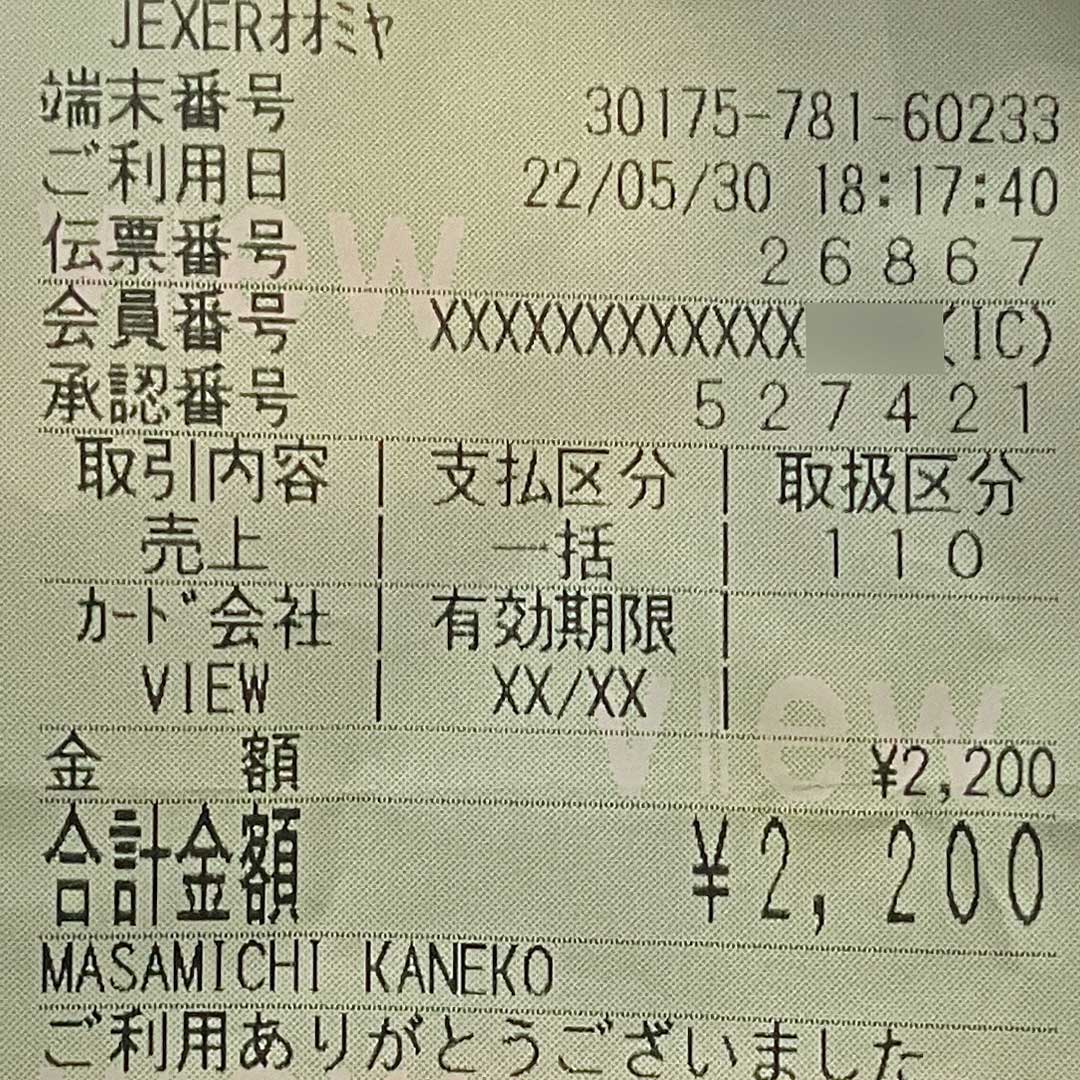 JEXERｵｵﾐﾔ
端末番号 30175-781-60233
ご利用日 22/05/30 18:17:40
伝票番号 26867
会員番号 XXXXXXXXXXXX (IC)
承認番号 527421
取引内容 | 支払区分 | 取扱区分
売上 | 一括 | 110
ｶｰﾄﾞ会社 | 有効期限 |
VIEW | XX/XX |
金 額 ¥2,200
合計金額 ¥2,200
MASAMICHI KANEKO
ご利用ありがとうございました